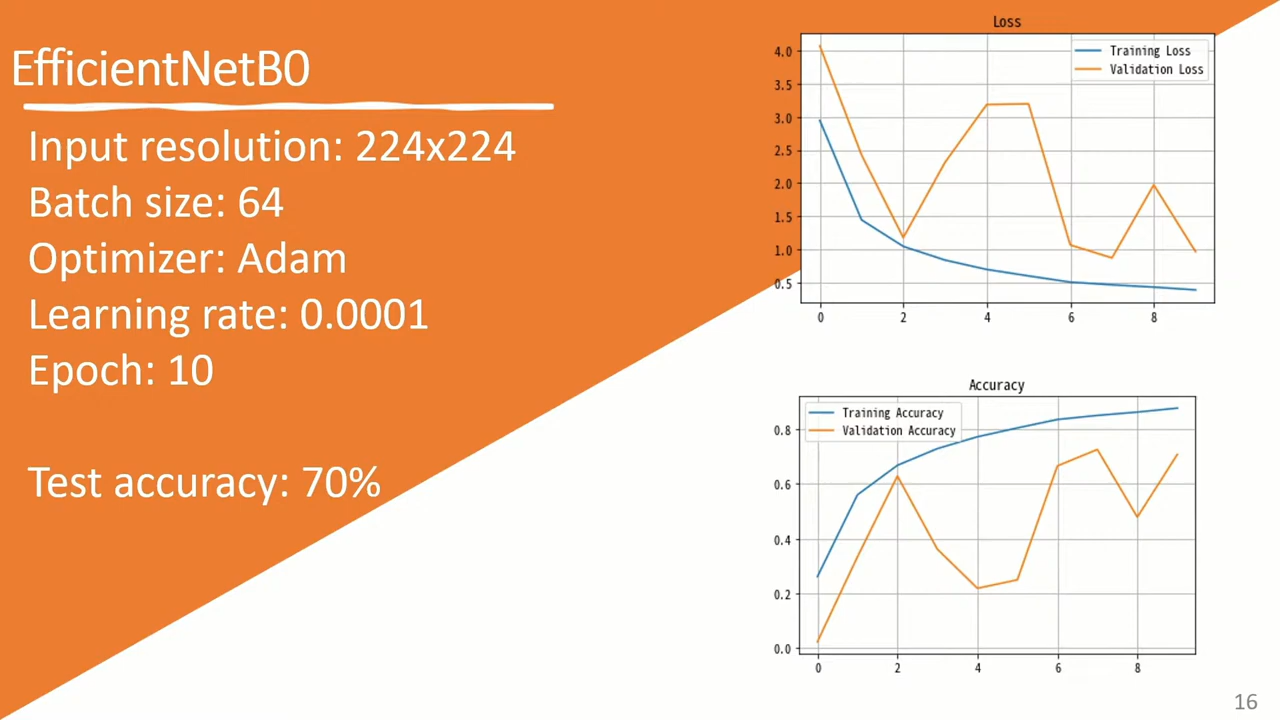 EfficientNetB0
Input resolution: 224x224
Batch size: 64
Optimizer: Adam
Learning rate: 0.0001
Epoch: 10
Test accuracy: 70%
Loss
Training Loss
Validation Loss
4.0
3.5
3.0
2.5
2.0
1.5
1.0
0.5
0 2 4 6 8
Accuracy
Training Accuracy
Validation Accuracy
0.8
0.6
0.4
0.2
0.0
0 2 4 6 8
16